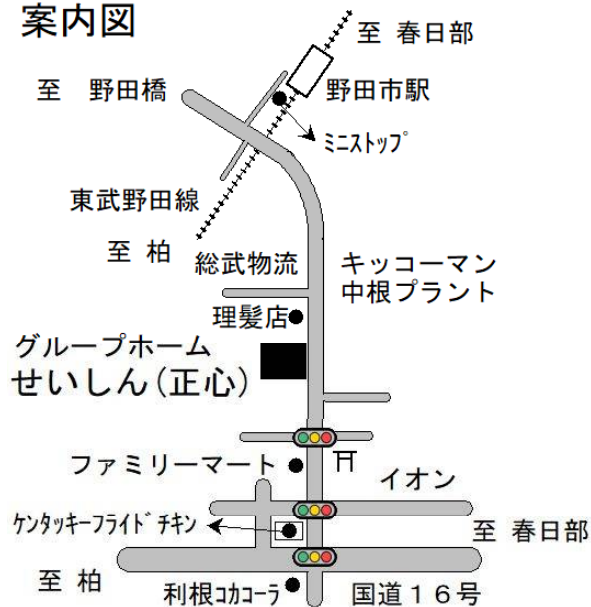 案内図
至 春日部
至 野田橋
野田市駅
ミニストップ
東武野田線
至 柏
総武物流
キッコーマン
中根プラント
理髪店
グループホーム
せいしん(正心)
ファミリーマート
イオン
ケンタッキーフライドチキン
至 春日部
至 柏
利根コカコーラ
国道16号